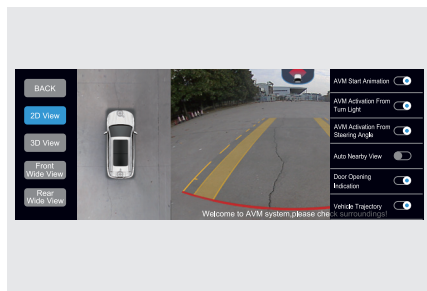 BACK
2D View
3D View
Front
Wide View
Rear
Wide View
AVM Start Animation
AVM Activation From
Turn Light
AVM Activation From
Steering Angle
Auto Nearby View
Door Opening
Indication
Vehicle Trajectory
Welcome to AVM system,please check surroundings!